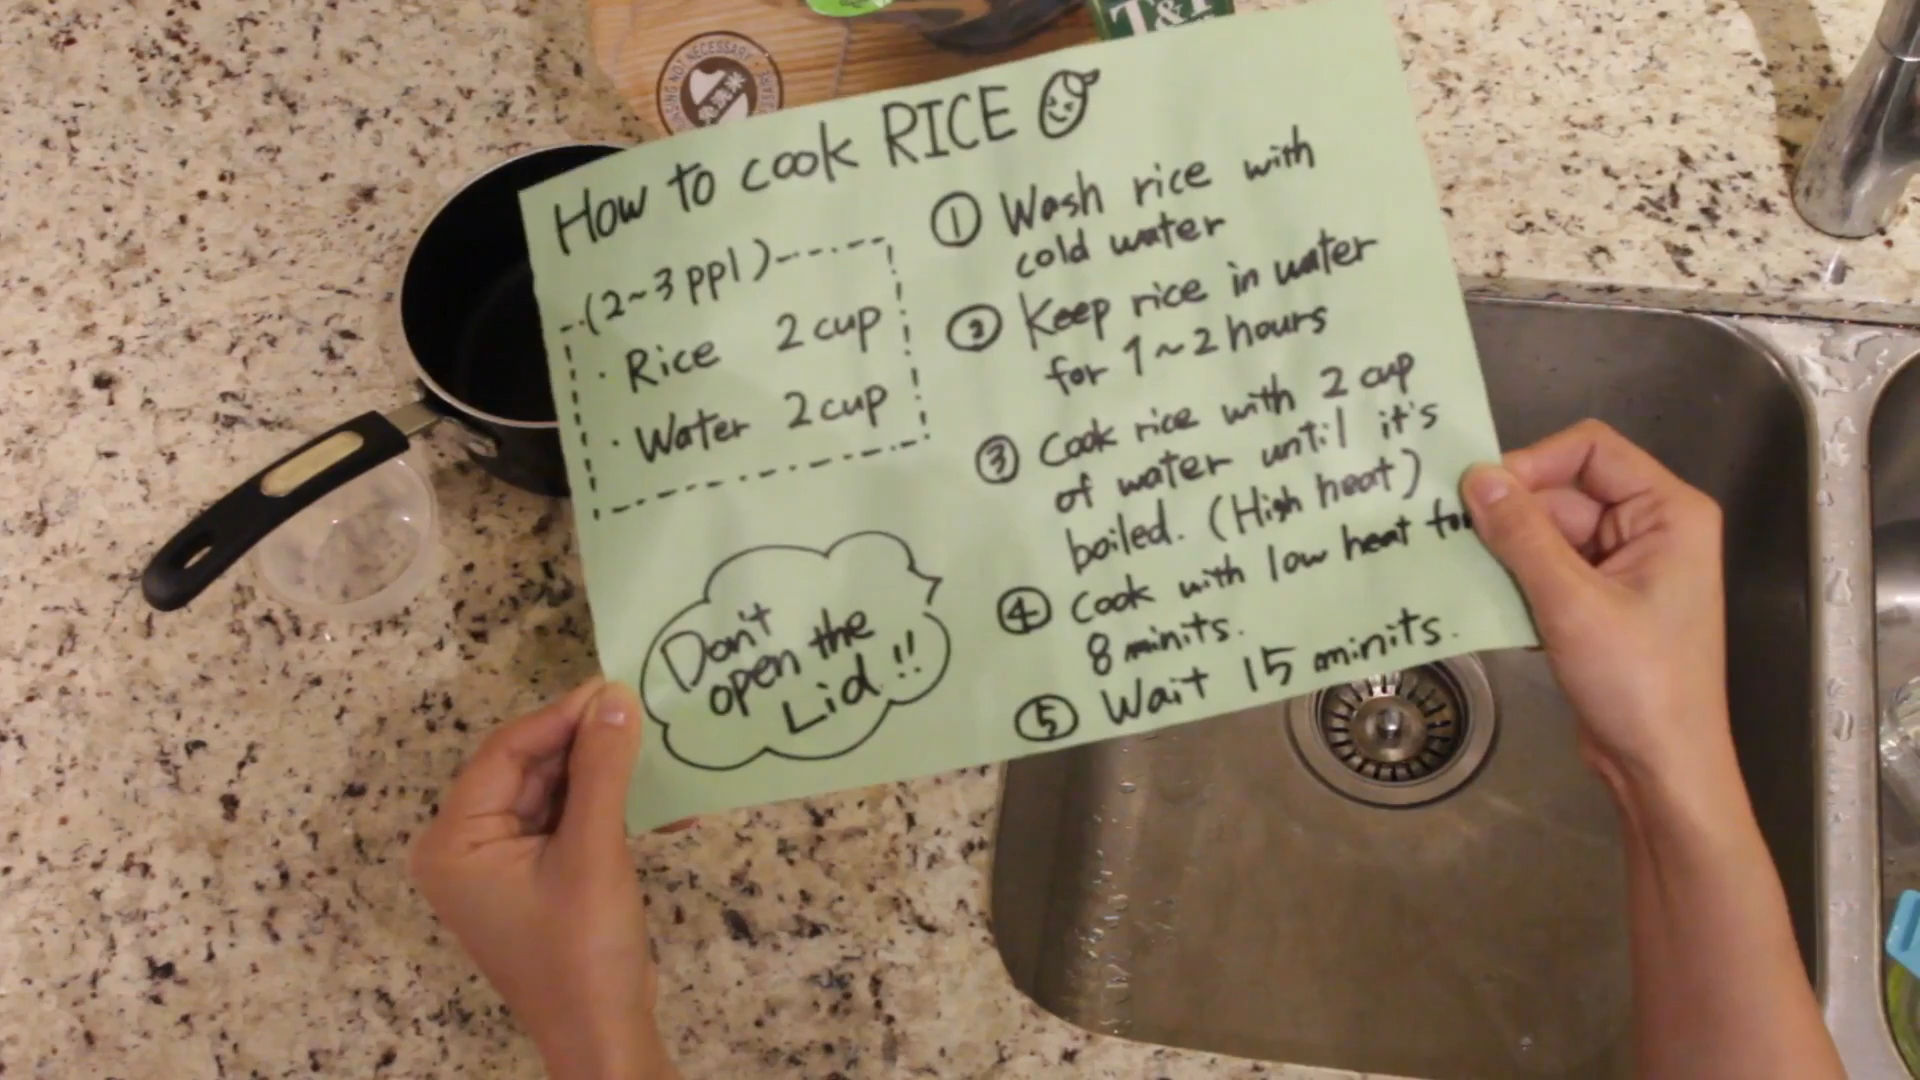 T&T
SING NOT NECESSARY
How to cook RICE
(2~3 ppl)
· Rice 2 cup
· Water 2 cup
Don't
open the
Lid!!
① Wash rice with
cold water
② Keep rice in water
for 1~2 hours
③ Cook rice with 2 cup
of water until it's
boiled. (High heat)
④ Cook with low heat for
8 minits.
⑤ Wait 15 minits.